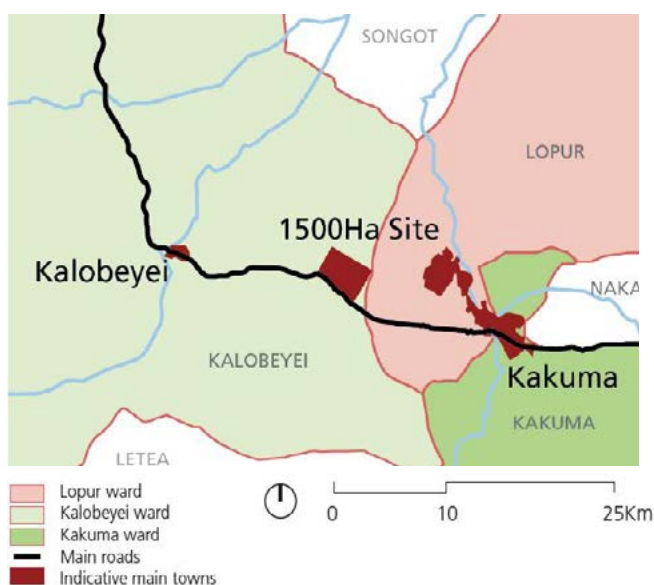 SONGOT
LOPUR
1500Ha Site
Kalobeyei
NAKA
KALOBEYEI
Kakuma
KAKUMA
LETEA
Lopur ward
Kalobeyei ward
Kakuma ward
Main roads
Indicative main towns
0 10 25Km